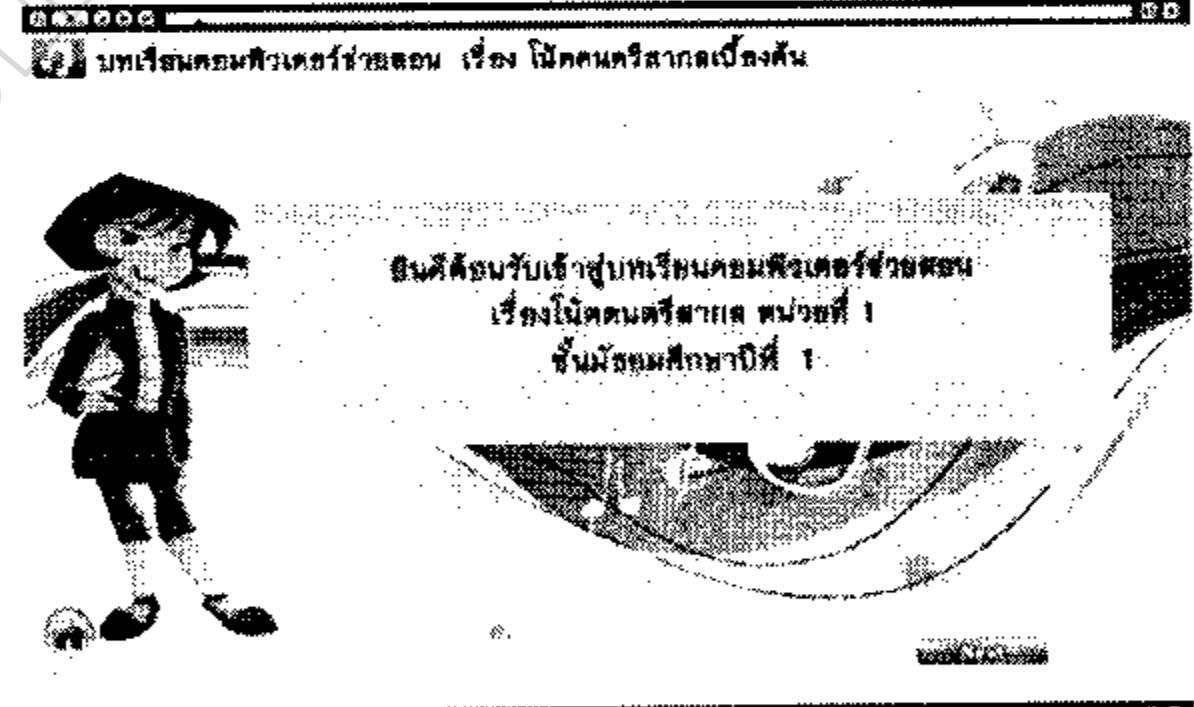 บทเรียนคอมพิวเตอร์ช่วยสอน เรื่อง โน้ตดนตรีสากลเบื้องต้น
ยินดีต้อนรับเข้าสู่บทเรียนคอมพิวเตอร์ช่วยสอน
เรื่องโน้ตดนตรีสากล หน่วยที่ 1
ชั้นมัธยมศึกษาปีที่ 1